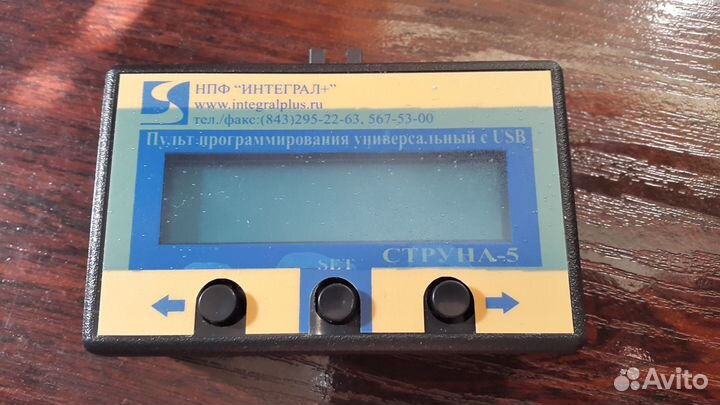 НПФ “ИНТЕГРАЛ+”
www.integralplus.ru
тел./факс:(843)295-22-63, 567-53-00
Пульт программирования универсальный с USB
СТРУНА-5
SET
Avito